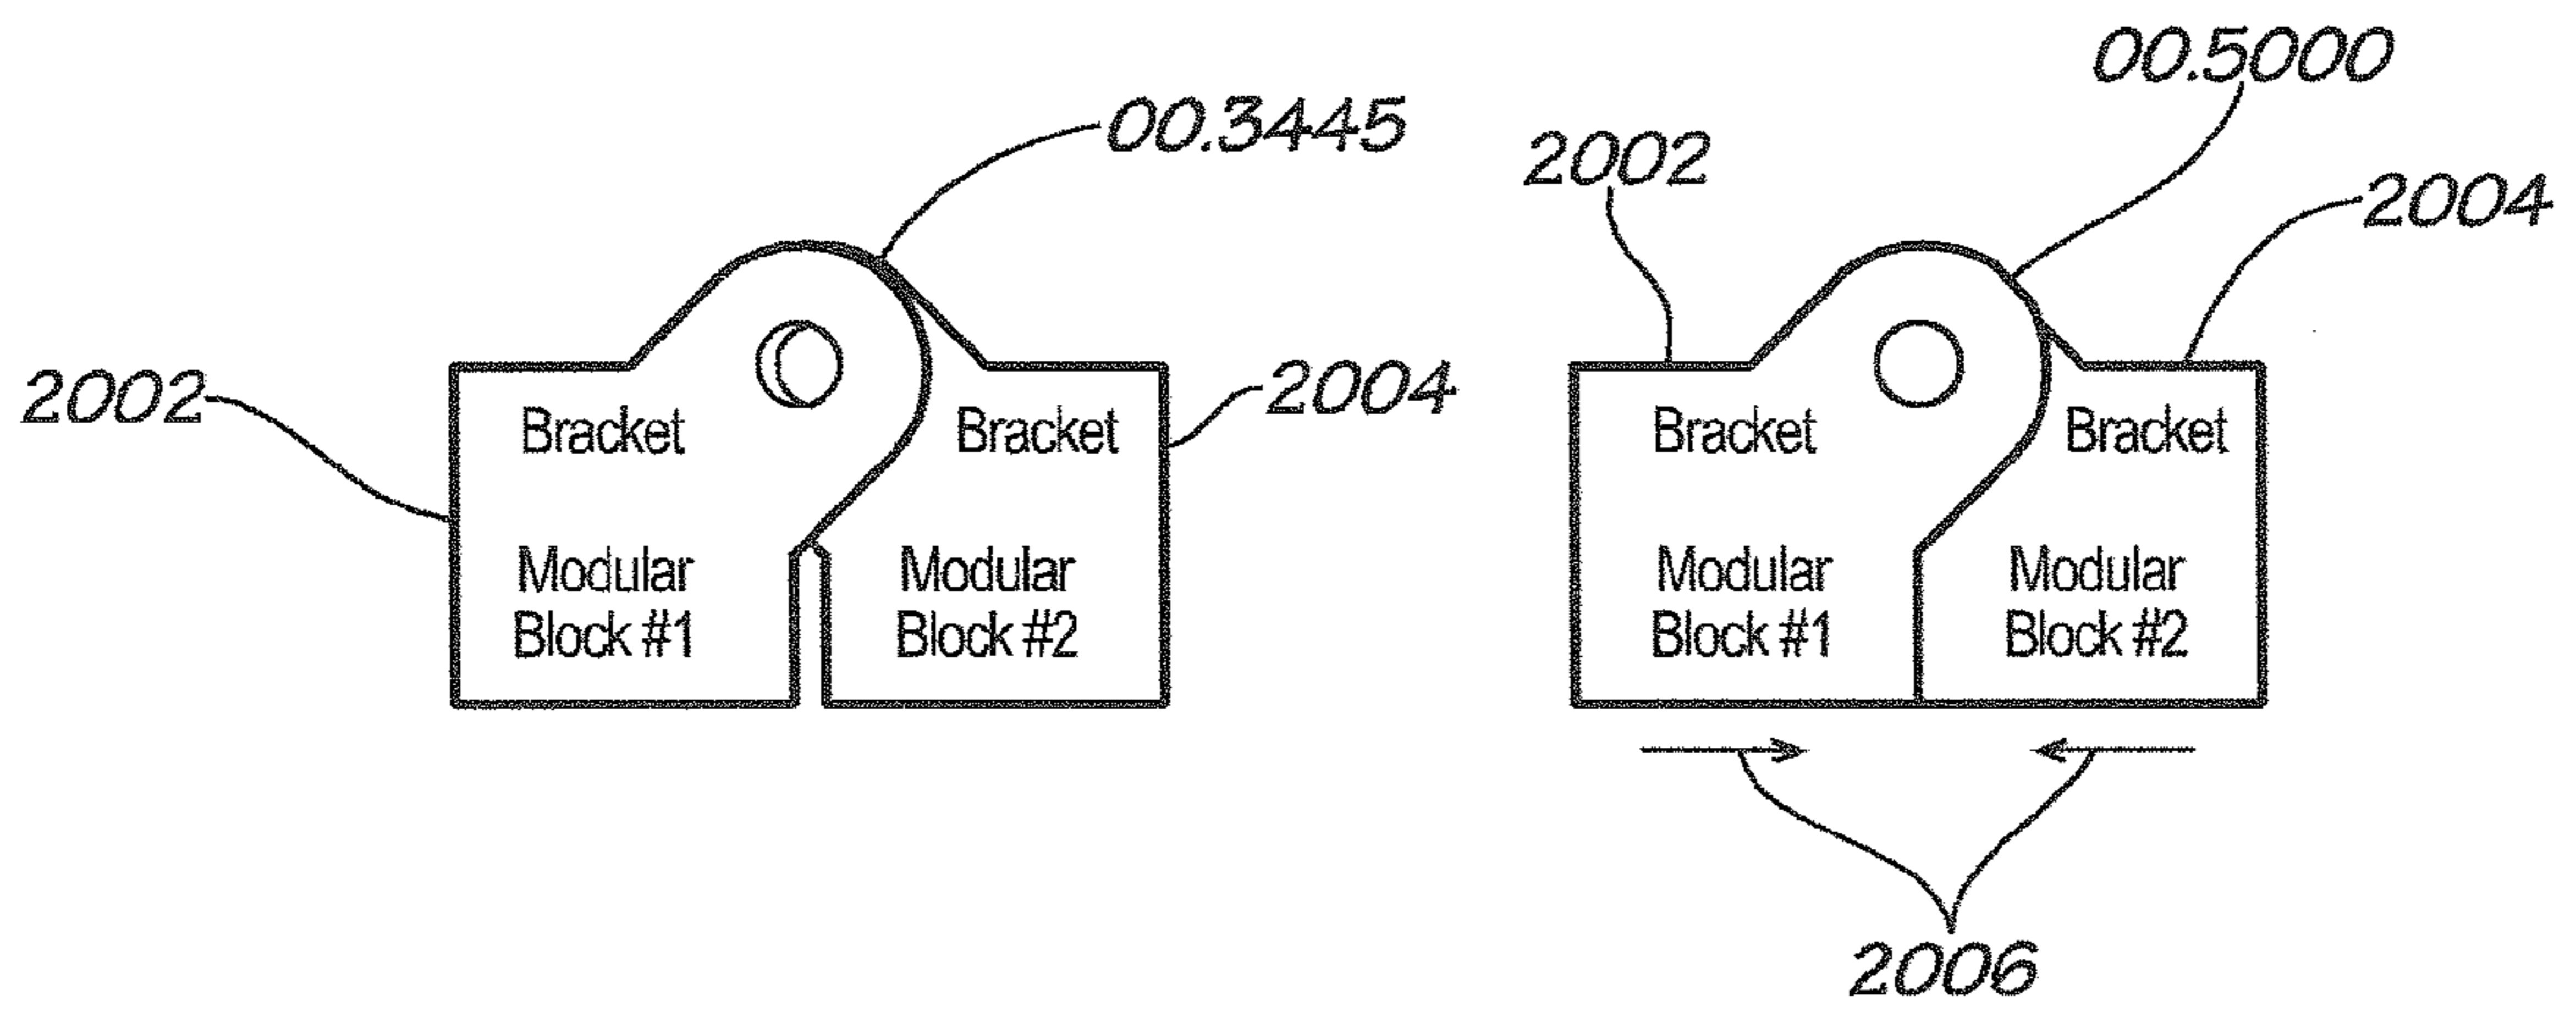 00.3445
2002
2004
Bracket
Bracket
Modular
Block #1
Modular
Block #2
00.5000
2002
2004
Bracket
Bracket
Modular
Block #1
Modular
Block #2
2006